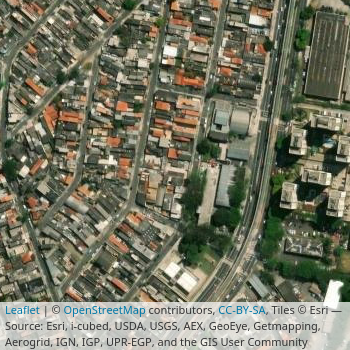 Leaflet | © OpenStreetMap contributors, CC-BY-SA, Tiles © Esri —
Source: Esri, i-cubed, USDA, USGS, AEX, GeoEye, Getmapping,
Aerogrid, IGN, IGP, UPR-EGP, and the GIS User Community